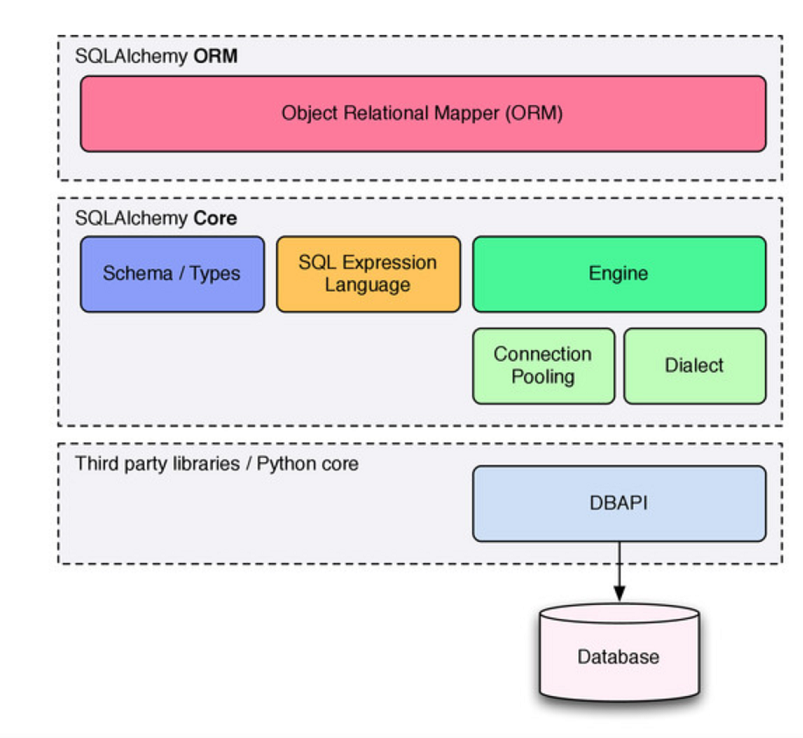 SQLAlchemy ORM
Object Relational Mapper (ORM)
SQLAlchemy Core
Schema / Types
SQL Expression
Language
Engine
Connection
Pooling
Dialect
Third party libraries / Python core
DBAPI
Database